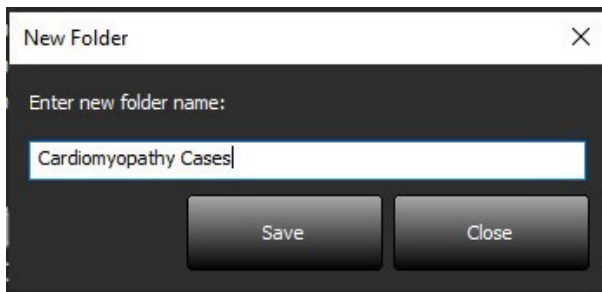 New Folder
Enter new folder name:
Cardiomyopathy Cases
Save Close